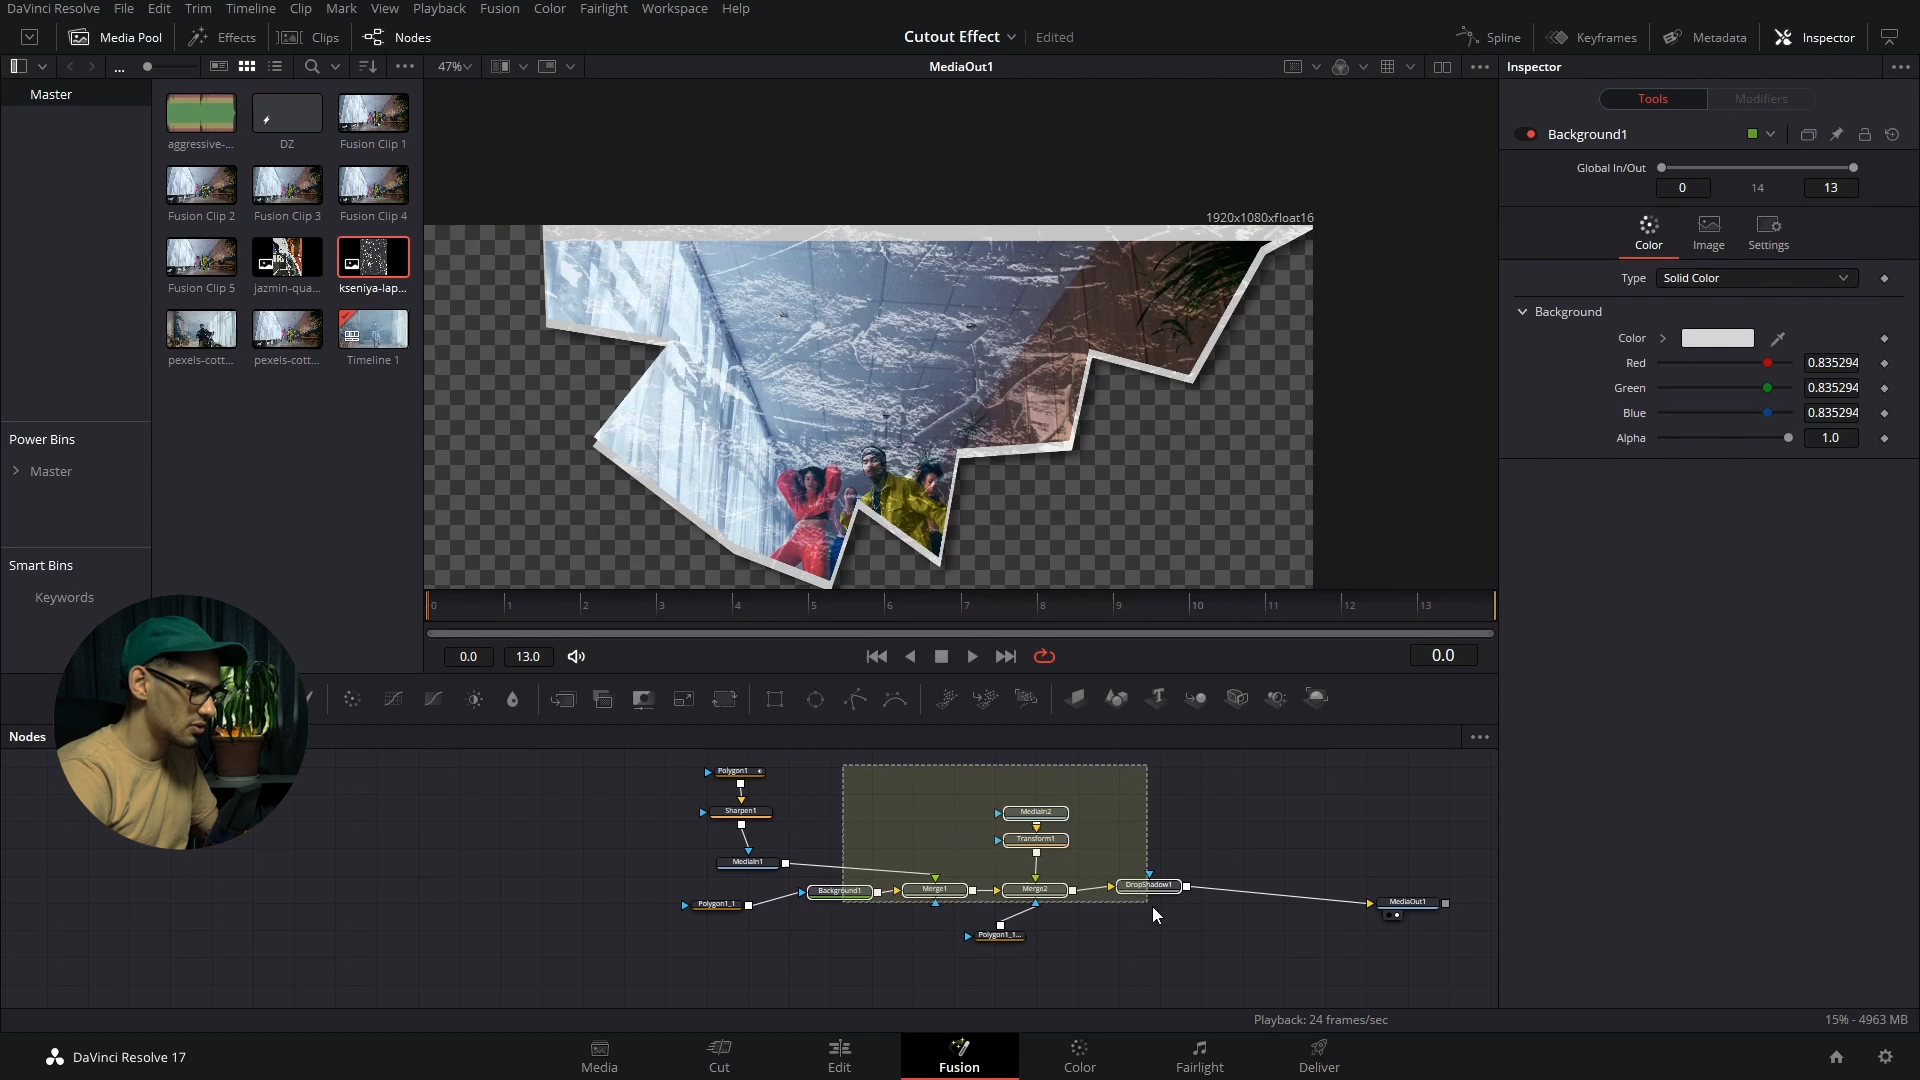 DaVinci Resolve File Edit Trim Timeline Clip Mark View Playback Fusion Color Fairlight Workspace Help
Media Pool Effects Clips Nodes Cutout Effect Edited Spline Keyframes Metadata Inspector
... 47% MediaOut1 Inspector
Master
aggressive-... DZ Fusion Clip 1
Fusion Clip 2 Fusion Clip 3 Fusion Clip 4
Fusion Clip 5 jazmin-qua... kseniya-lap...
pexels-cott... pexels-cott... Timeline 1
Power Bins
Master
Smart Bins
Keywords
1920x1080xfloat16
0 1 2 3 4 5 6 7 8 9 10 11 12 13
0.0 13.0 0.0
Tools Modifiers
Background1
Global In/Out
0 14 13
Color Image Settings
Type Solid Color
Background
Color
Red 0.835294
Green 0.835294
Blue 0.835294
Alpha 1.0
Nodes
Polygon1
Sharpen1
MediaIn1
Polygon1_1
Background1
Merge1
MediaIn2
Transform1
Merge2
Polygon1_1...
DropShadow1
MediaOut1
Playback: 24 frames/sec 15% - 4963 MB
DaVinci Resolve 17 Media Cut Edit Fusion Color Fairlight Deliver